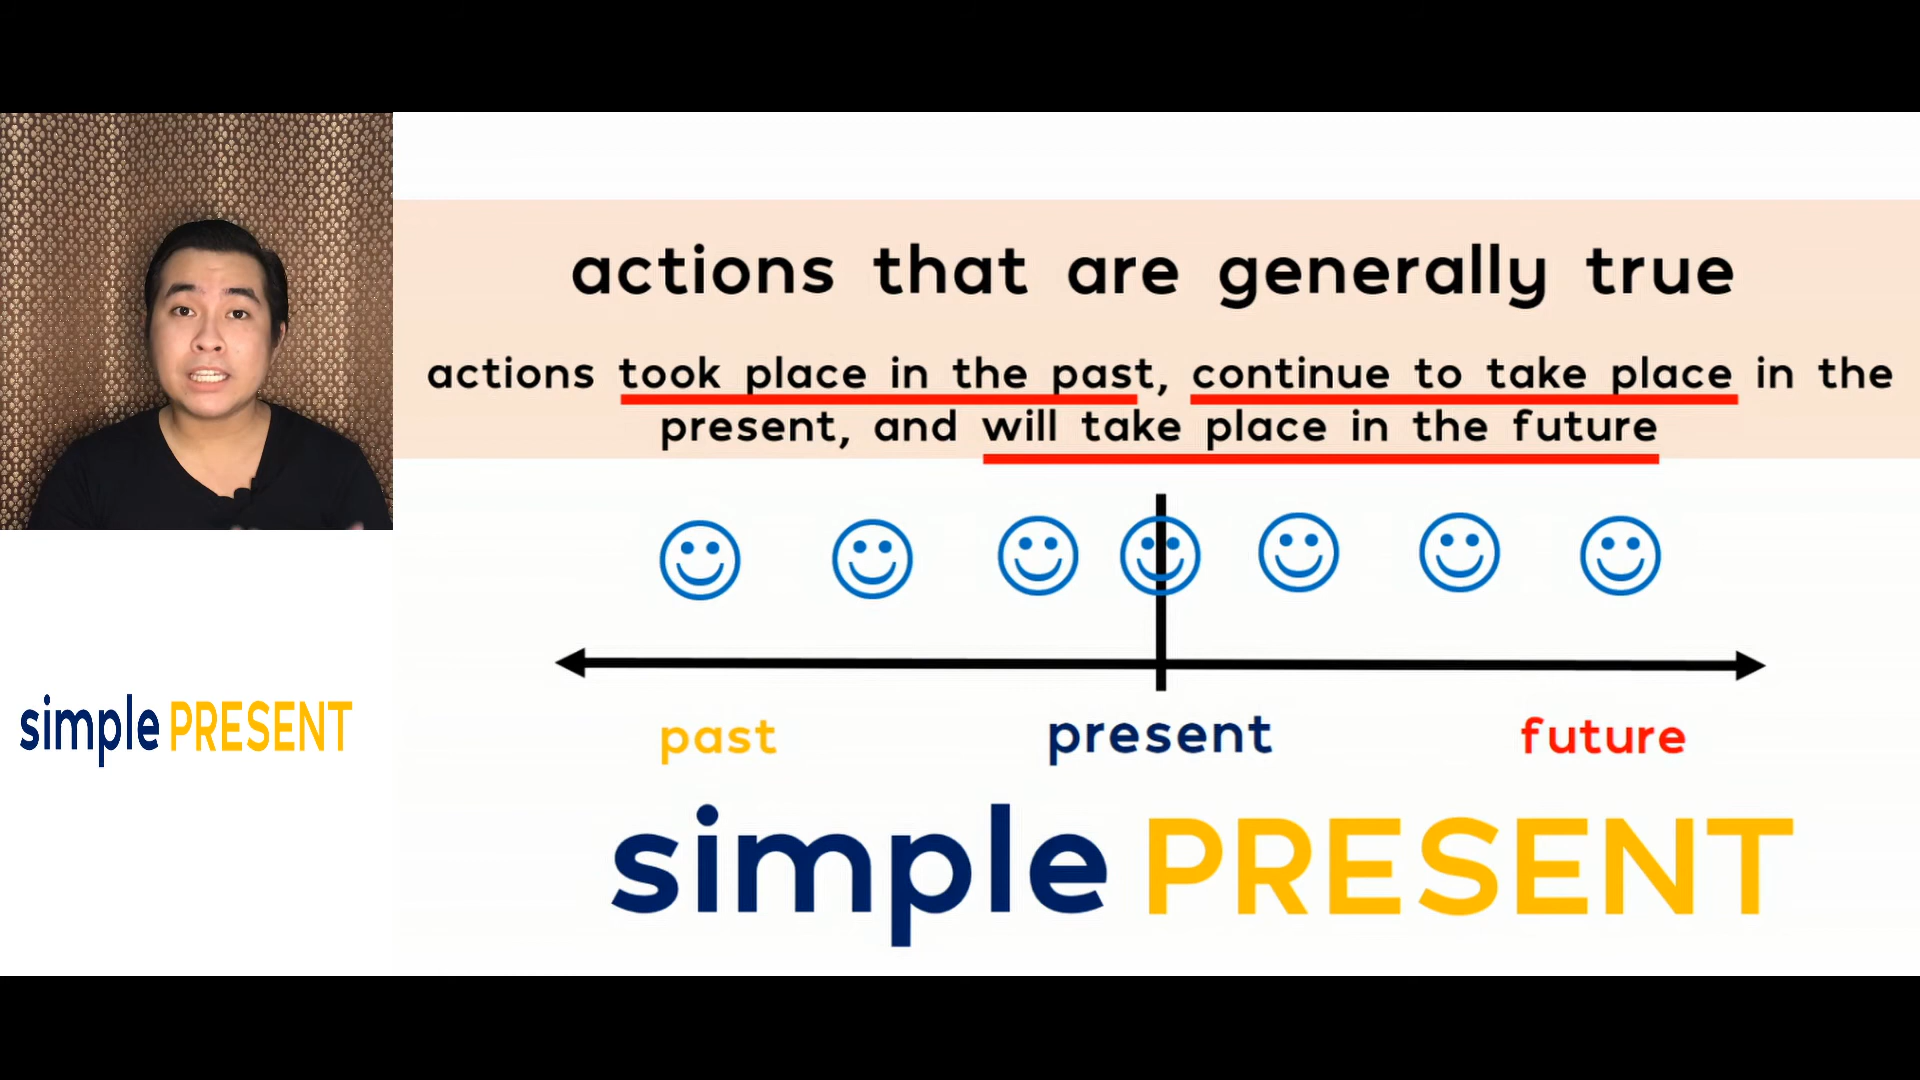 actions that are generally true
actions took place in the past, continue to take place in the
present, and will take place in the future
past present future
simple PRESENT
simple PRESENT